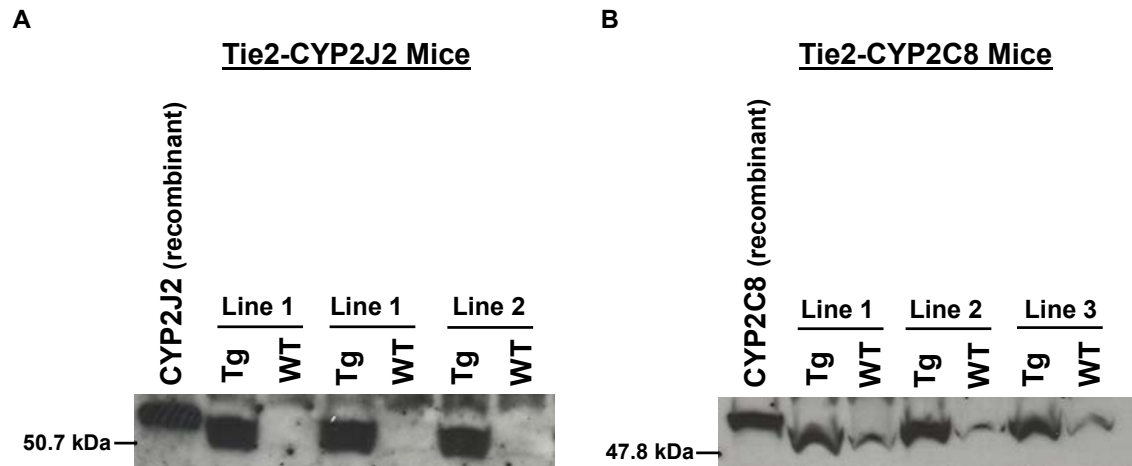 A
Tie2-CYP2J2 Mice
CYP2J2 (recombinant)
Line 1
Line 1
Line 2
Tg
WT
Tg
WT
Tg
WT
50.7 kDa
B
Tie2-CYP2C8 Mice
CYP2C8 (recombinant)
Line 1
Line 2
Line 3
Tg
WT
Tg
WT
Tg
WT
47.8 kDa